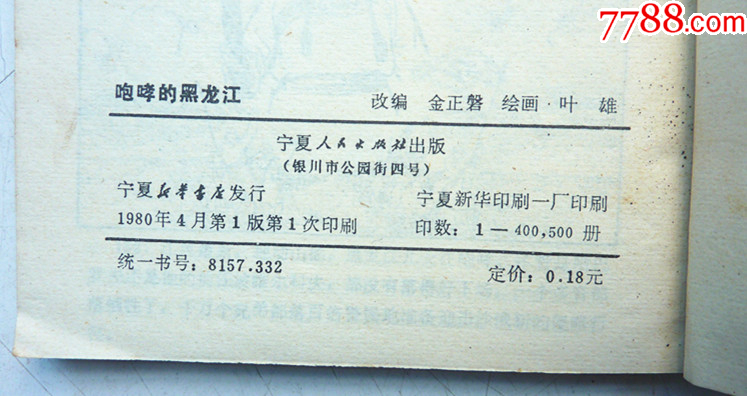 7788.com
咆哮的黑龙江 改编 金正磐 绘画·叶 雄
宁夏人民出版社出版
（银川市公园街四号）
宁夏新华书店发行 宁夏新华印刷一厂印刷
1980年4月第1版第1次印刷 印数：1—400,500 册
统一书号：8157.332 定价：0.18元